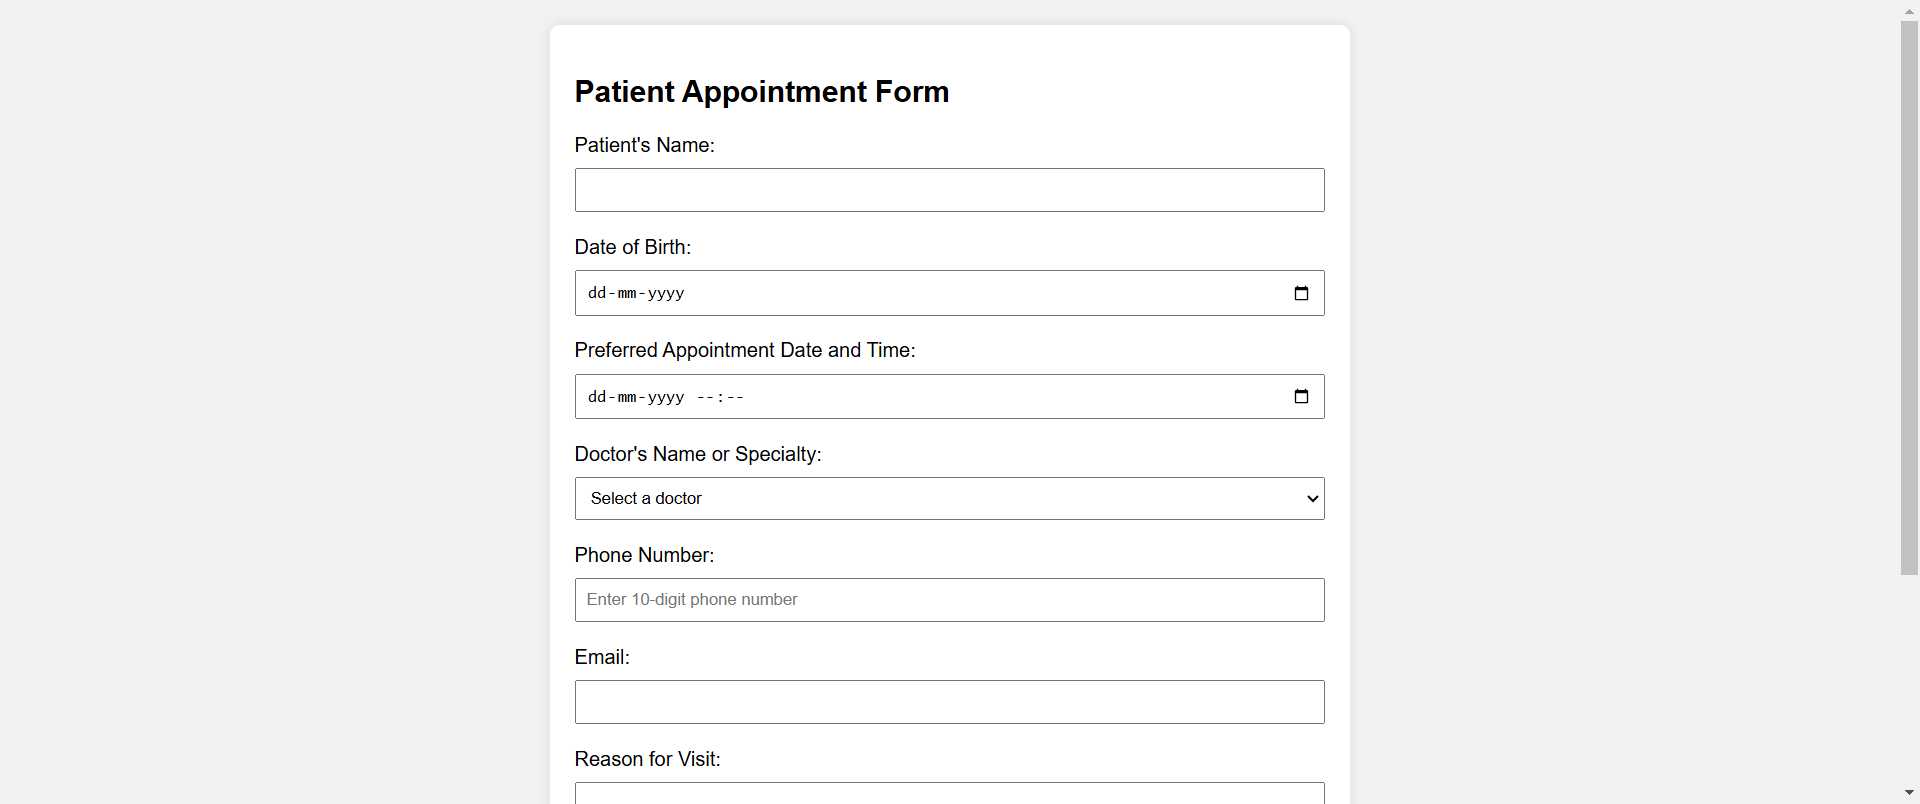 Patient Appointment Form
Patient's Name:
Date of Birth:
dd-mm-yyyy
Preferred Appointment Date and Time:
dd-mm-yyyy --:--
Doctor's Name or Specialty:
Select a doctor
Phone Number:
Enter 10-digit phone number
Email:
Reason for Visit: